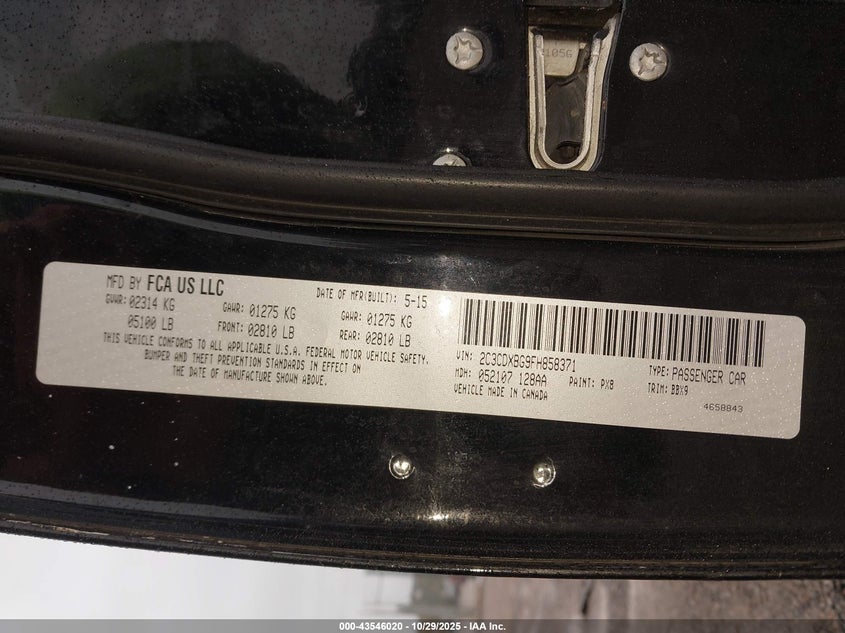 1056
MFD BY FCA US LLC
DATE OF MFR(BUILT): 5-15
GVWR: 02314 KG GAWR: 01275 KG GAWR: 01275 KG
05100 LB FRONT: 02810 LB REAR: 02810 LB
THIS VEHICLE CONFORMS TO ALL APPLICABLE U.S.A. FEDERAL MOTOR VEHICLE SAFETY.
BUMPER AND THEFT PREVENTION STANDARDS IN EFFECT ON
THE DATE OF MANUFACTURE SHOWN ABOVE.
VIN: 2C3CDXBG9FH858371 TYPE: PASSENGER CAR
MDH: 052107 128AA PAINT: PX8 TRIM: BBX9
VEHICLE MADE IN CANADA
4658843
000-43546020 - 10/29/2025 - IAA Inc.